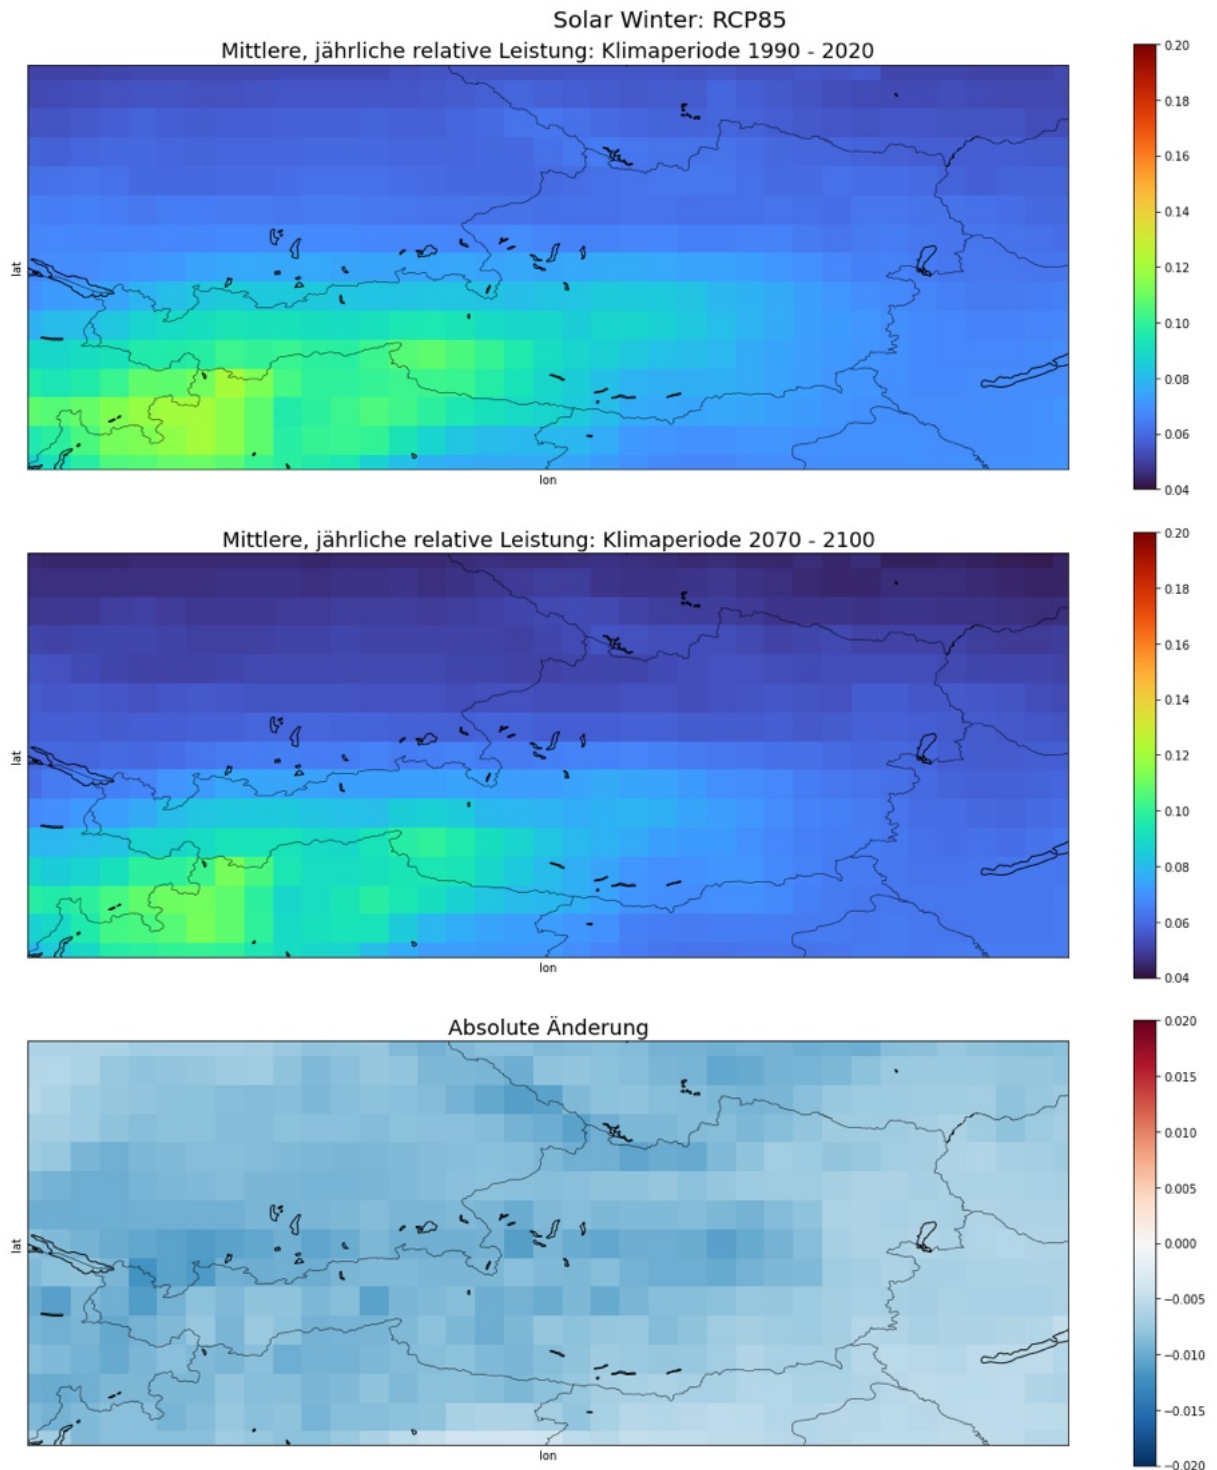 Solar Winter: RCP85
Mittlere, jährliche relative Leistung: Klimaperiode 1990 - 2020
lat
lon
0.20
0.18
0.16
0.14
0.12
0.10
0.08
0.06
0.04
Mittlere, jährliche relative Leistung: Klimaperiode 2070 - 2100
lat
lon
0.20
0.18
0.16
0.14
0.12
0.10
0.08
0.06
0.04
Absolute Änderung
lat
lon
0.020
0.015
0.010
0.005
0.000
−0.005
−0.010
−0.015
−0.020